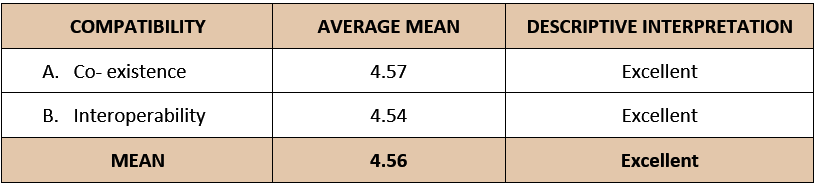 COMPATIBILITY AVERAGE MEAN DESCRIPTIVE INTERPRETATION
A. Co- existence 4.57 Excellent
B. Interoperability 4.54 Excellent
MEAN 4.56 Excellent